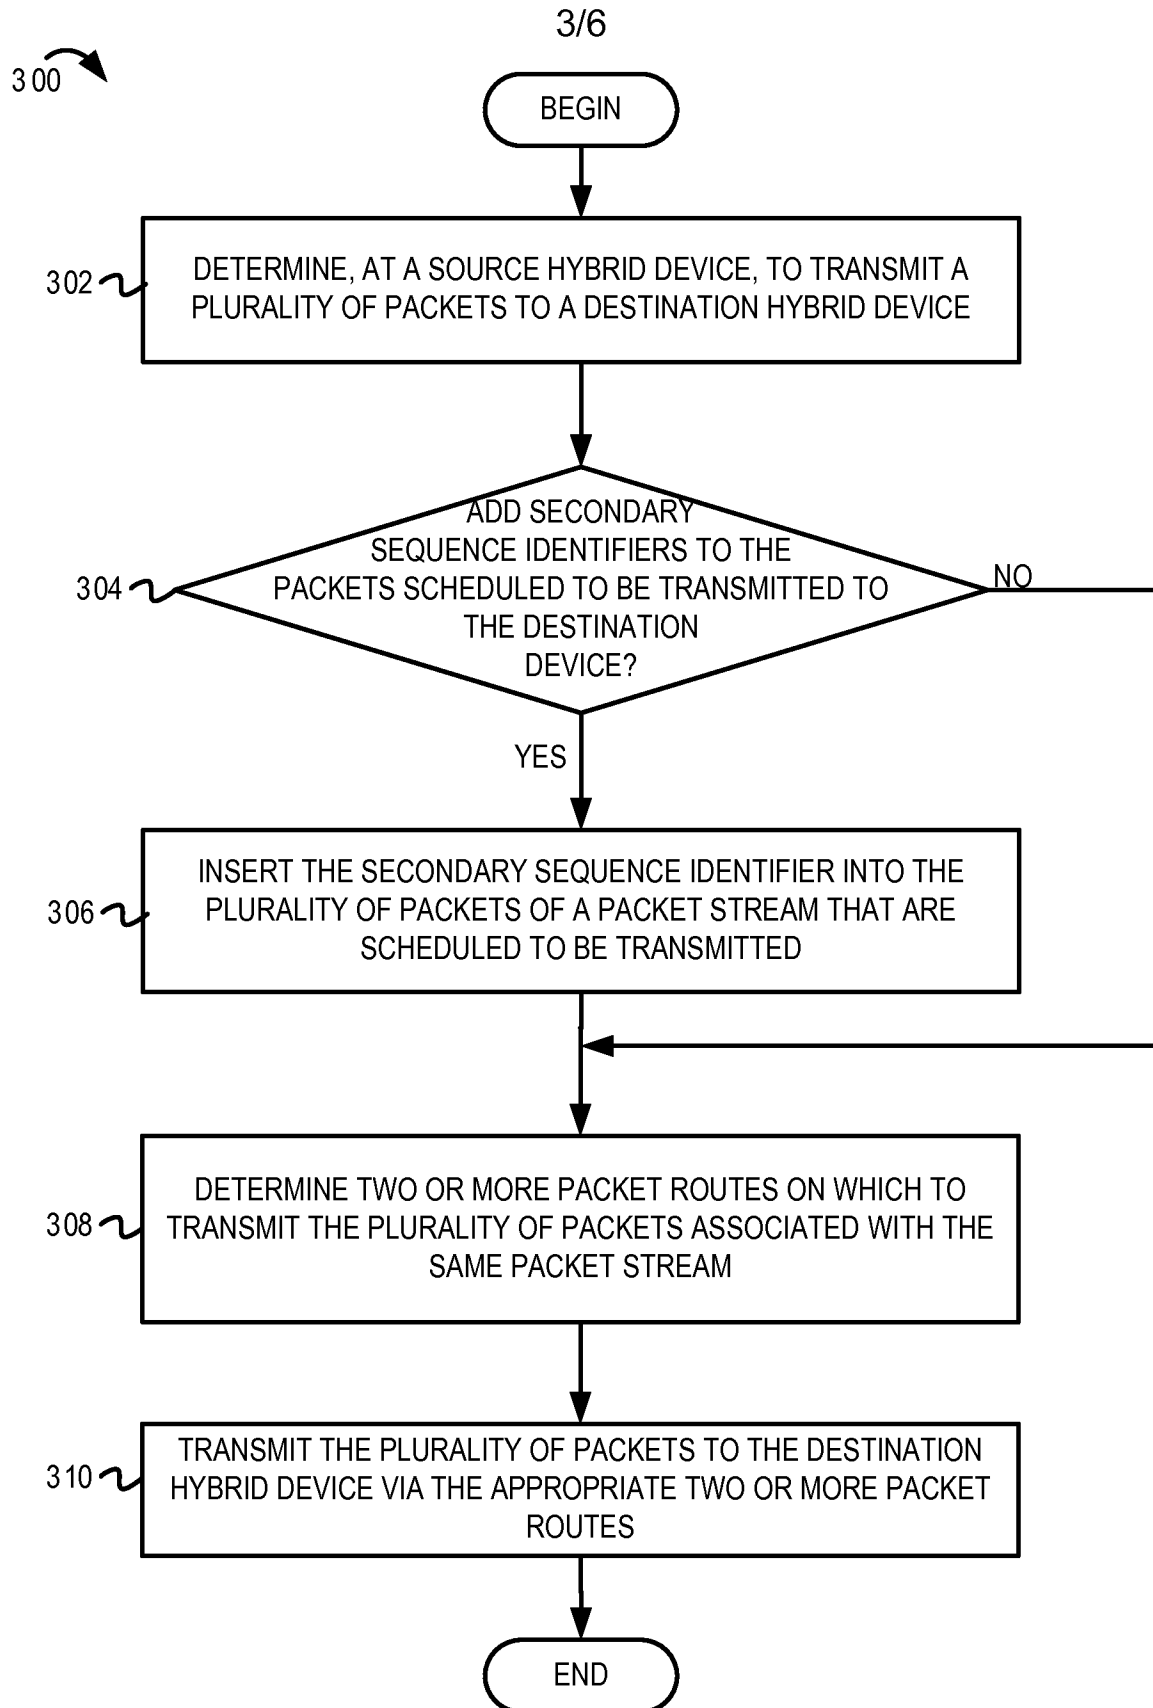 3/6
300
BEGIN
302
DETERMINE, AT A SOURCE HYBRID DEVICE, TO TRANSMIT A
PLURALITY OF PACKETS TO A DESTINATION HYBRID DEVICE
304
ADD SECONDARY
SEQUENCE IDENTIFIERS TO THE
PACKETS SCHEDULED TO BE TRANSMITTED TO
THE DESTINATION
DEVICE?
NO
YES
306
INSERT THE SECONDARY SEQUENCE IDENTIFIER INTO THE
PLURALITY OF PACKETS OF A PACKET STREAM THAT ARE
SCHEDULED TO BE TRANSMITTED
308
DETERMINE TWO OR MORE PACKET ROUTES ON WHICH TO
TRANSMIT THE PLURALITY OF PACKETS ASSOCIATED WITH THE
SAME PACKET STREAM
310
TRANSMIT THE PLURALITY OF PACKETS TO THE DESTINATION
HYBRID DEVICE VIA THE APPROPRIATE TWO OR MORE PACKET
ROUTES
END